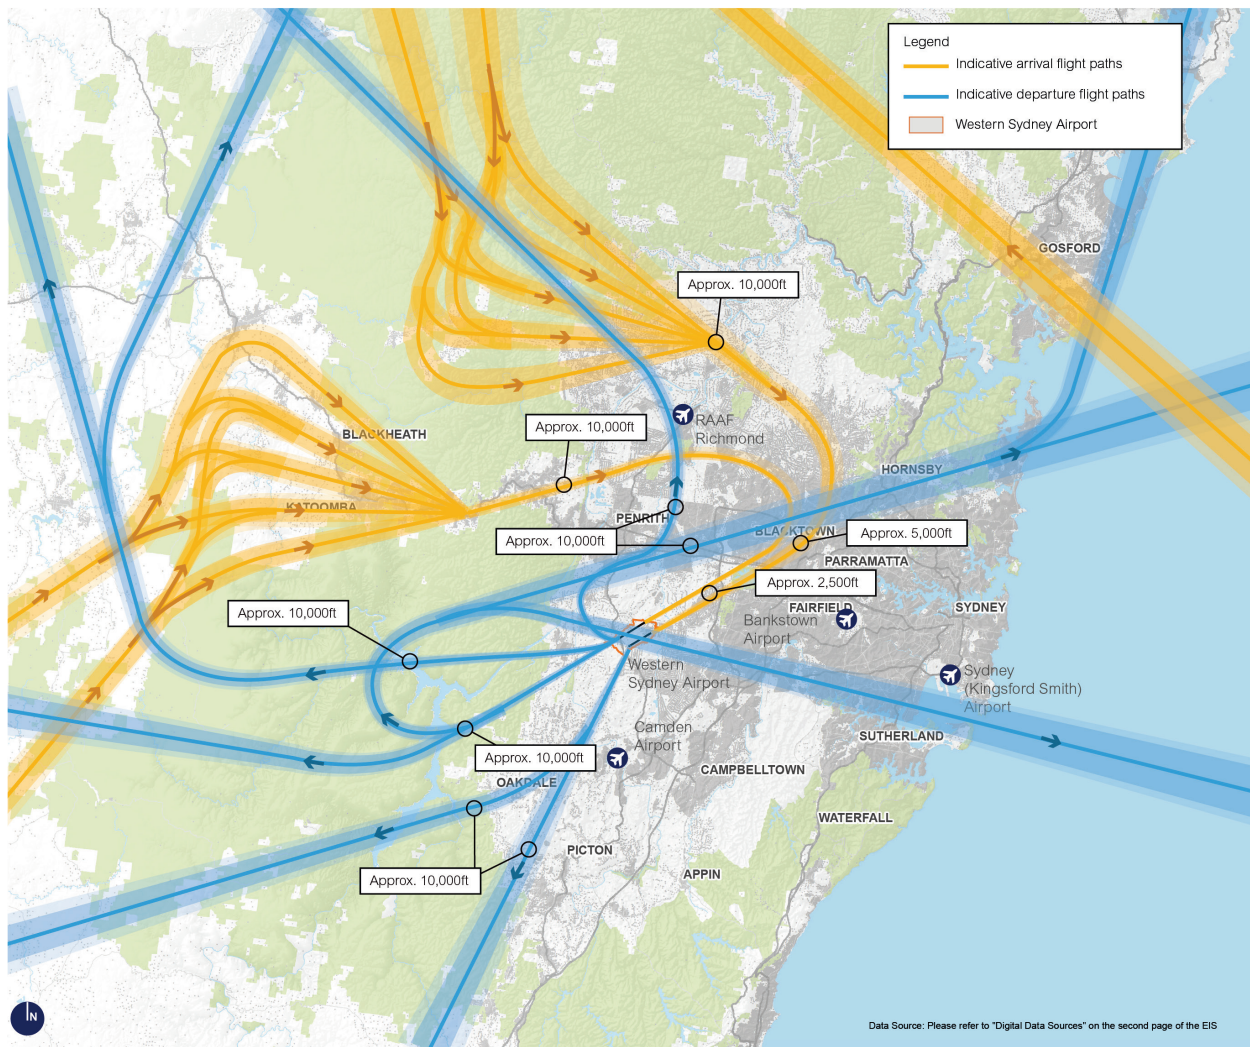 Legend
Indicative arrival flight paths
Indicative departure flight paths
Western Sydney Airport
GOSFORD
Approx. 10,000ft
RAAF
Richmond
Approx. 10,000ft
BLACKHEATH
HORNSBY
KATOOMBA
PENRITH
BLACKTOWN
Approx. 5,000ft
Approx. 10,000ft
PARRAMATTA
Approx. 2,500ft
Approx. 10,000ft
FAIRFIELD
SYDNEY
Bankstown
Airport
Western
Sydney Airport
Sydney
(Kingsford Smith)
Airport
Camden
Airport
SUTHERLAND
Approx. 10,000ft
CAMPBELLTOWN
OAKDALE
WATERFALL
PICTON
Approx. 10,000ft
APPIN
N
Data Source: Please refer to "Digital Data Sources" on the second page of the EIS